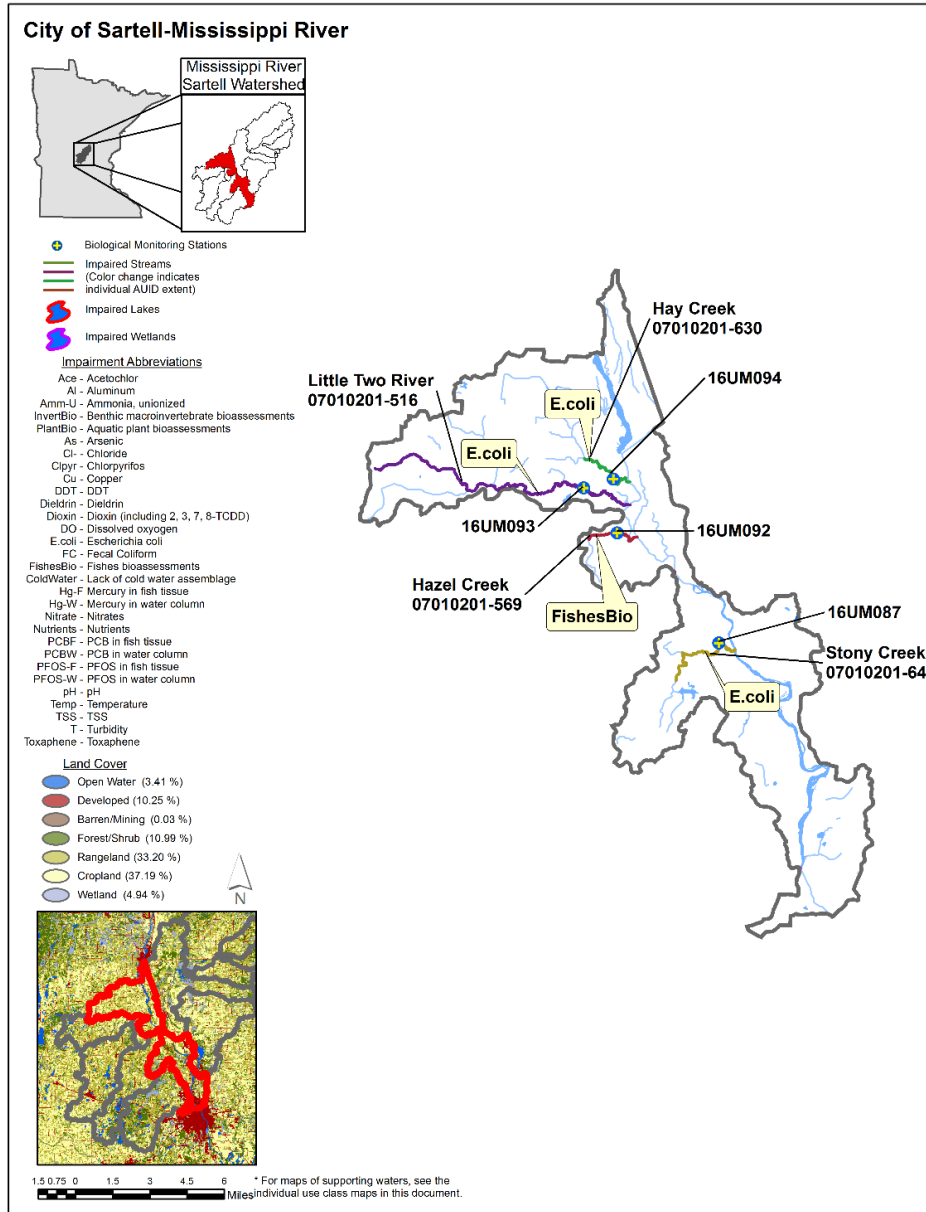 City of Sartell-Mississippi River
Mississippi River
Sartell Watershed
Biological Monitoring Stations
Impaired Streams
(Color change indicates
individual AUID extent)
Impaired Lakes
Impaired Wetlands
Impairment Abbreviations
Ace - Acetochlor
Al - Aluminum
Amm-U - Ammonia, unionized
InvertBio - Benthic macroinvertebrate bioassessments
PlantBio - Aquatic plant bioassessments
As - Arsenic
Cl- - Chloride
Clpyr - Chlorpyrifos
Cu - Copper
DDT - DDT
Dieldrin - Dieldrin
Dioxin - Dioxin (including 2, 3, 7, 8-TCDD)
DO - Dissolved oxygen
E.coli - Escherichia coli
FC - Fecal Coliform
FishesBio - Fishes bioassessments
ColdWater - Lack of cold water assemblage
Hg-F - Mercury in fish tissue
Hg-W - Mercury in water column
Nitrate - Nitrates
Nutrients - Nutrients
PCBF - PCB in fish tissue
PCBW - PCB in water column
PFOS-F - PFOS in fish tissue
PFOS-W - PFOS in water column
pH - pH
Temp - Temperature
TSS - TSS
T - Turbidity
Toxaphene - Toxaphene
Land Cover
Open Water (3.41 %)
Developed (10.25 %)
Barren/Mining (0.03 %)
Forest/Shrub (10.99 %)
Rangeland (33.20 %)
Cropland (37.19 %)
Wetland (4.94 %)
N
1.5 0.75 0 1.5 3 4.5 6
Miles
* For maps of supporting waters, see the
individual use class maps in this document.
Hay Creek
07010201-630
16UM094
Little Two River
07010201-516
E.coli
E.coli
16UM093
16UM092
Hazel Creek
07010201-569
FishesBio
16UM087
Stony Creek
07010201-64
E.coli